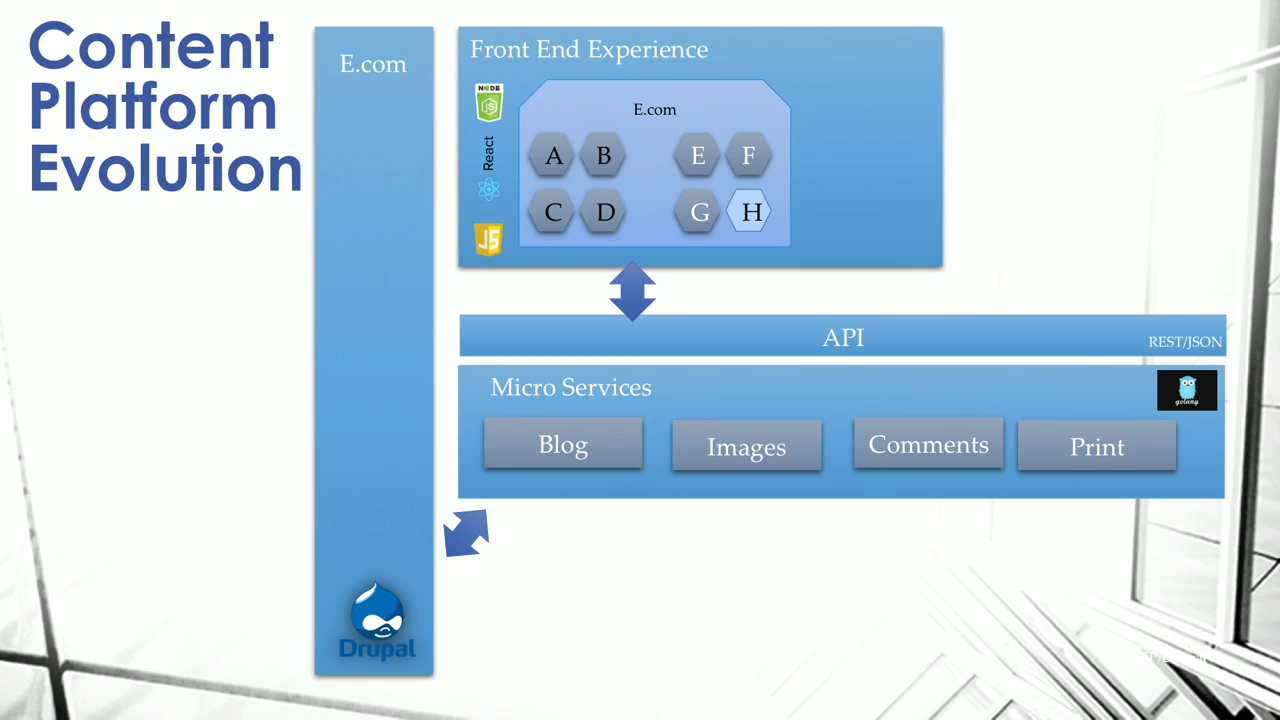 Content
Platform
Evolution
E.com
Drupal
Front End Experience
NODE
JS
React
JS
E.com
A B E F
C D G H
API
REST/JSON
Micro Services
golang
Blog Images Comments Print